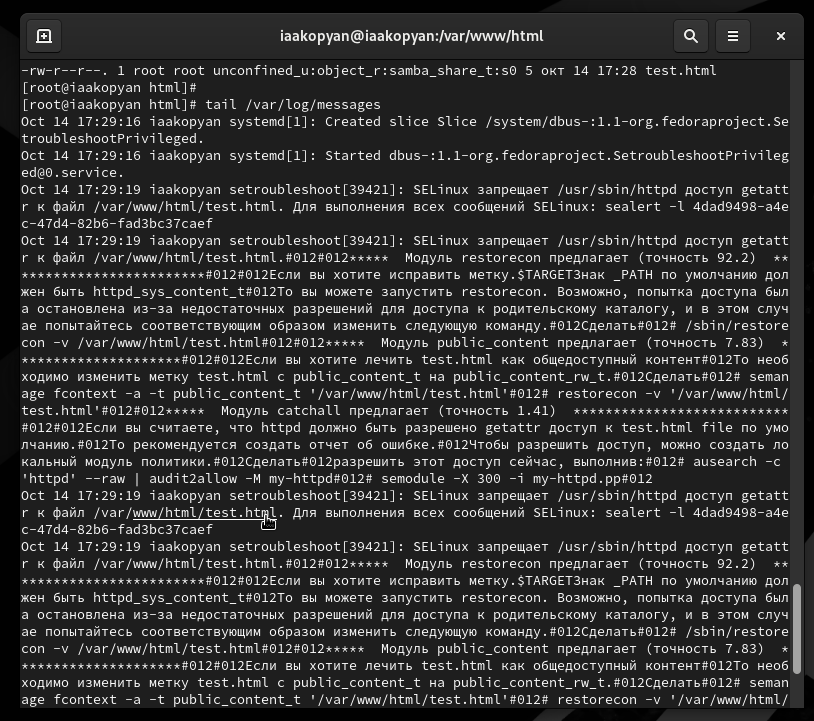 iaakopyan@iaakopyan:/var/www/html
-rw-r--r--. 1 root root unconfined_u:object_r:samba_share_t:s0 5 окт 14 17:28 test.html
[root@iaakopyan html]#
[root@iaakopyan html]# tail /var/log/messages
Oct 14 17:29:16 iaakopyan systemd[1]: Created slice Slice /system/dbus-:1.1-org.fedoraproject.Se
troubleshootPrivileged.
Oct 14 17:29:16 iaakopyan systemd[1]: Started dbus-:1.1-org.fedoraproject.SetroubleshootPrivileg
ed@0.service.
Oct 14 17:29:19 iaakopyan setroubleshoot[39421]: SELinux запрещает /usr/sbin/httpd доступ getatt
r к файл /var/www/html/test.html. Для выполнения всех сообщений SELinux: sealert -l 4dad9498-a4e
c-47d4-82b6-fad3bc37caef
Oct 14 17:29:19 iaakopyan setroubleshoot[39421]: SELinux запрещает /usr/sbin/httpd доступ getatt
r к файл /var/www/html/test.html.#012#012*****  Модуль restorecon предлагает (точность 92.2)  **
***********************#012#012Если вы хотите исправить метку.$TARGETЗнак _PATH по умолчанию дол
жен быть httpd_sys_content_t#012То вы можете запустить restorecon. Возможно, попытка доступа был
а остановлена из-за недостаточных разрешений для доступа к родительскому каталогу, и в этом случ
ае попытайтесь соответствующим образом изменить следующую команду.#012Сделать#012# /sbin/restore
con -v /var/www/html/test.html#012#012*****  Модуль public_content предлагает (точность 7.83)  *
********************#012#012Если вы хотите лечить test.html как общедоступный контент#012То необ
ходимо изменить метку test.html с public_content_t на public_content_rw_t.#012Сделать#012# seman
age fcontext -a -t public_content_t '/var/www/html/test.html'#012# restorecon -v '/var/www/html/
test.html'#012#012*****  Модуль catchall предлагает (точность 1.41)  ***************************
#012#012Если вы считаете, что httpd должно быть разрешено getattr доступ к test.html file по умо
лчанию.#012То рекомендуется создать отчет об ошибке.#012Чтобы разрешить доступ, можно создать ло
кальный модуль политики.#012Сделать#012разрешить этот доступ сейчас, выполнив:#012# ausearch -c
'httpd' --raw | audit2allow -M my-httpd#012# semodule -X 300 -i my-httpd.pp#012
Oct 14 17:29:19 iaakopyan setroubleshoot[39421]: SELinux запрещает /usr/sbin/httpd доступ getatt
r к файл /var/www/html/test.html. Для выполнения всех сообщений SELinux: sealert -l 4dad9498-a4e
c-47d4-82b6-fad3bc37caef
Oct 14 17:29:19 iaakopyan setroubleshoot[39421]: SELinux запрещает /usr/sbin/httpd доступ getatt
r к файл /var/www/html/test.html.#012#012*****  Модуль restorecon предлагает (точность 92.2)  **
***********************#012#012Если вы хотите исправить метку.$TARGETЗнак _PATH по умолчанию дол
жен быть httpd_sys_content_t#012То вы можете запустить restorecon. Возможно, попытка доступа был
а остановлена из-за недостаточных разрешений для доступа к родительскому каталогу, и в этом случ
ае попытайтесь соответствующим образом изменить следующую команду.#012Сделать#012# /sbin/restore
con -v /var/www/html/test.html#012#012*****  Модуль public_content предлагает (точность 7.83)  *
********************#012#012Если вы хотите лечить test.html как общедоступный контент#012То необ
ходимо изменить метку test.html с public_content_t на public_content_rw_t.#012Сделать#012# seman
age fcontext -a -t public_content_t '/var/www/html/test.html'#012# restorecon -v '/var/www/html/